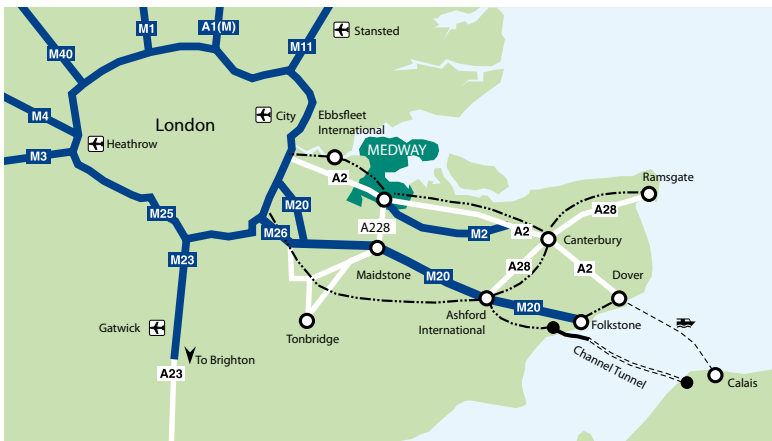 M1
A1(M)
M11
Stansted
M40
M4
London
City
Ebbsfleet
International
Heathrow
M3
MEDWAY
A2
Ramsgate
M25
M20
A28
M26
A228
M2
A2
Canterbury
M23
Maidstone
M20
A28
A2
Dover
M20
Ashford
International
Folkstone
Gatwick
Tonbridge
To Brighton
A23
Channel Tunnel
Calais